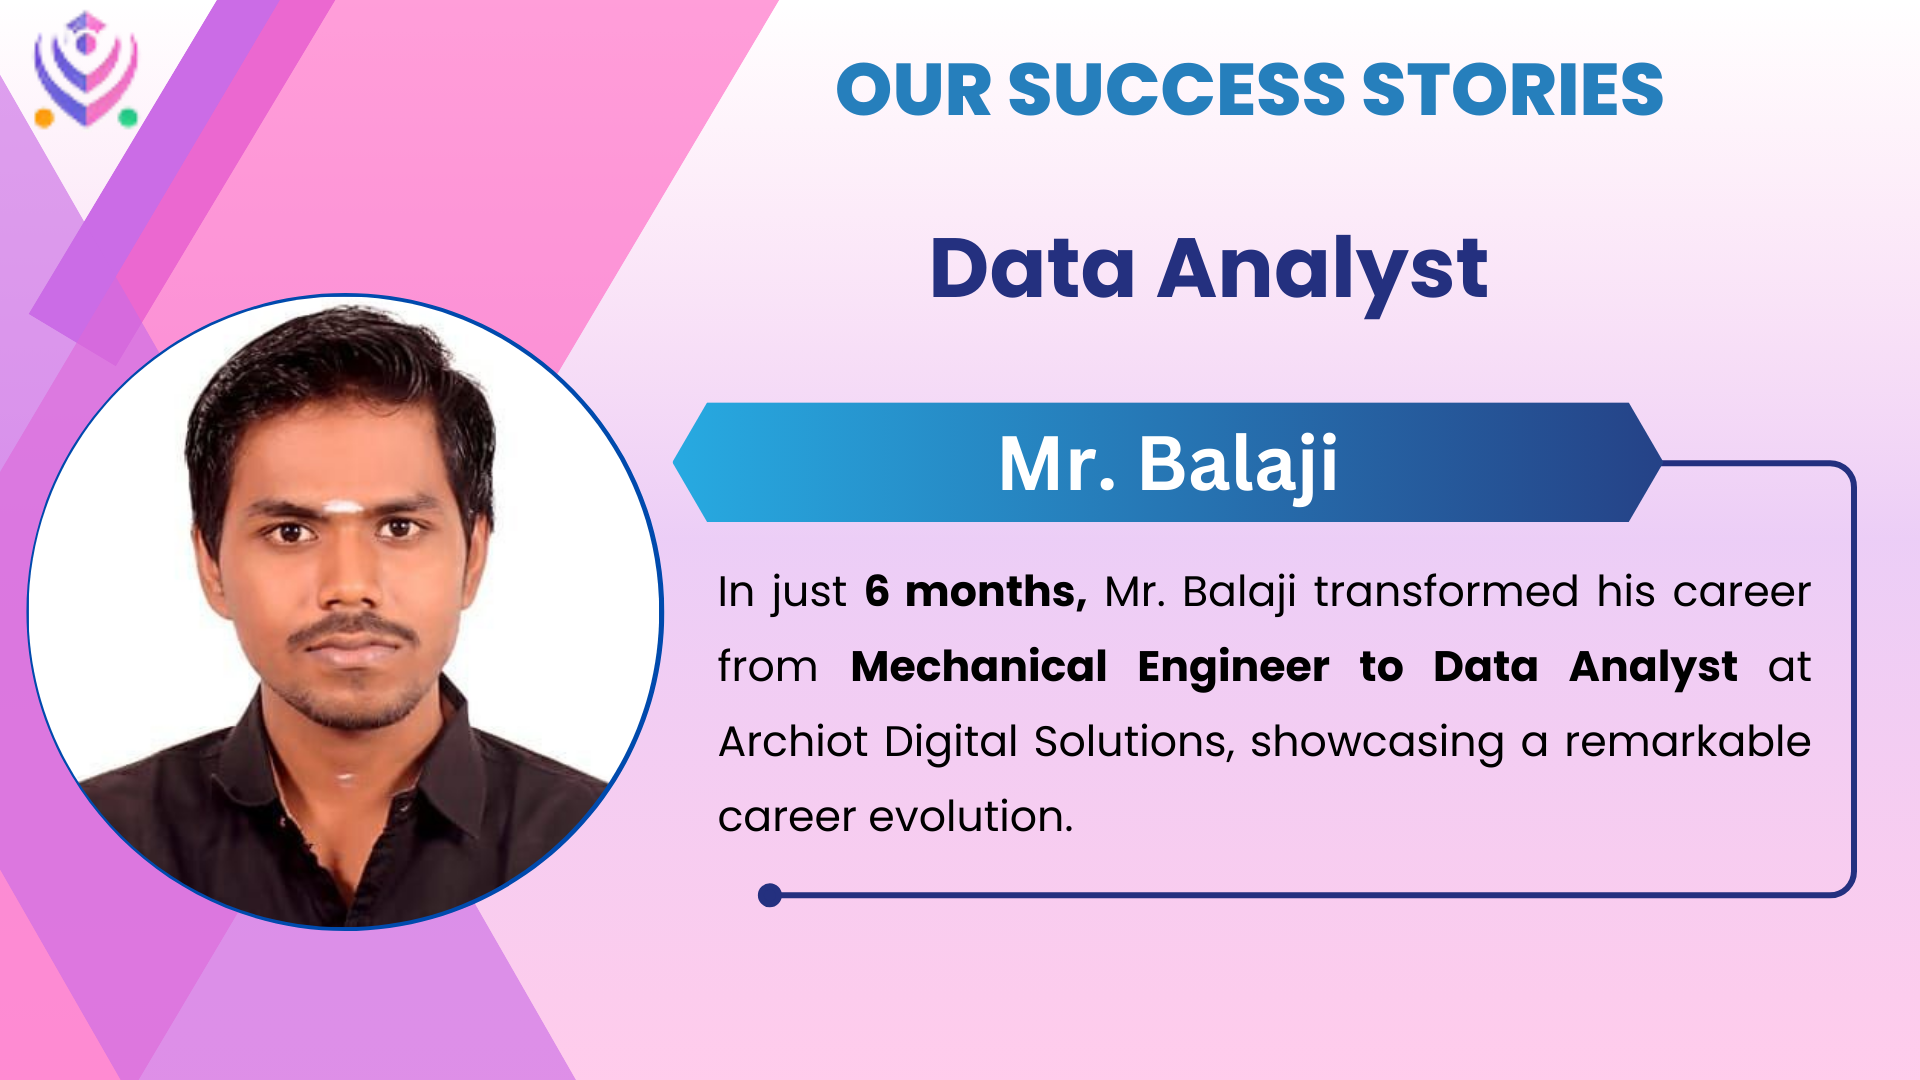 OUR SUCCESS STORIES
Data Analyst
Mr. Balaji
In just 6 months, Mr. Balaji transformed his career
from Mechanical Engineer to Data Analyst at
Archiot Digital Solutions, showcasing a remarkable
career evolution.